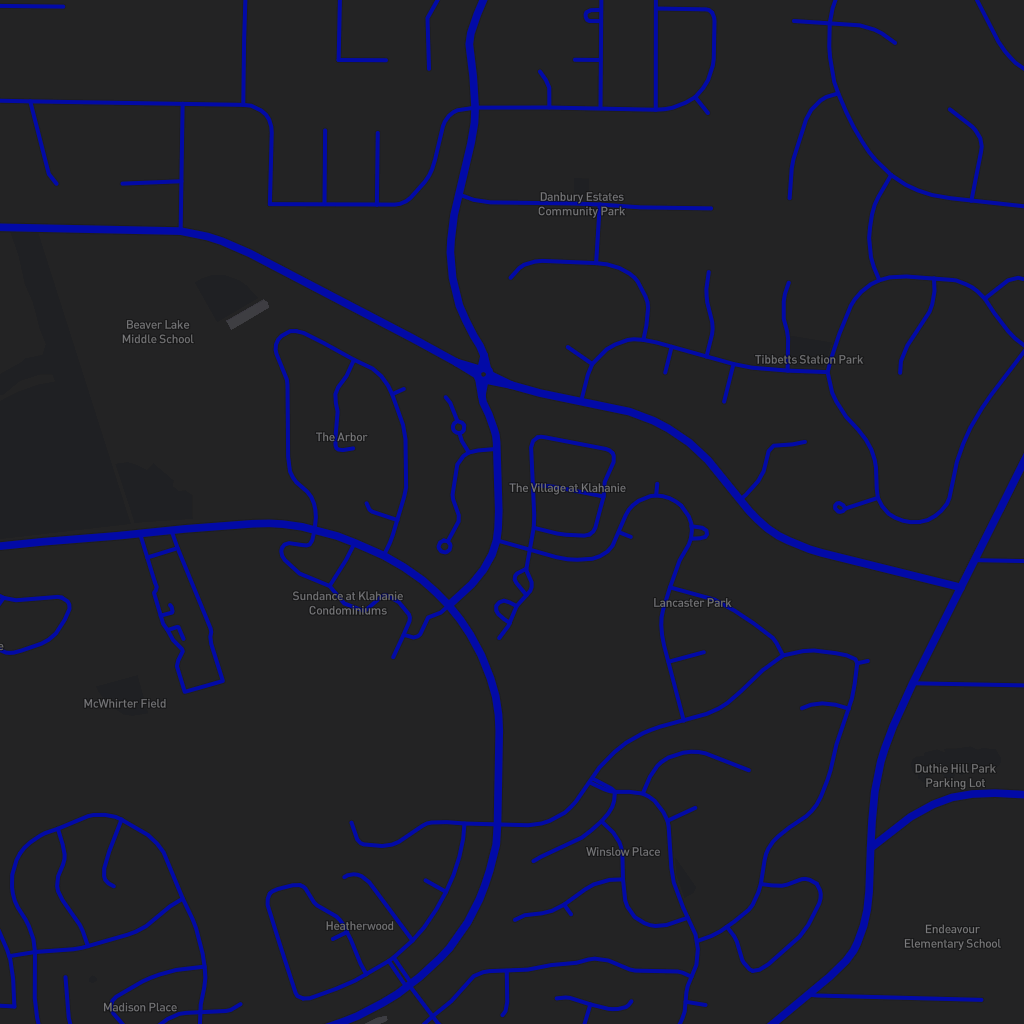 Danbury Estates
Community Park
Beaver Lake
Middle School
Tibbetts Station Park
The Arbor
The Village at Klahanie
Sundance at Klahanie
Condominiums
Lancaster Park
e
McWhirter Field
Duthie Hill Park
Parking Lot
Winslow Place
Heatherwood
Endeavour
Elementary School
Madison Place